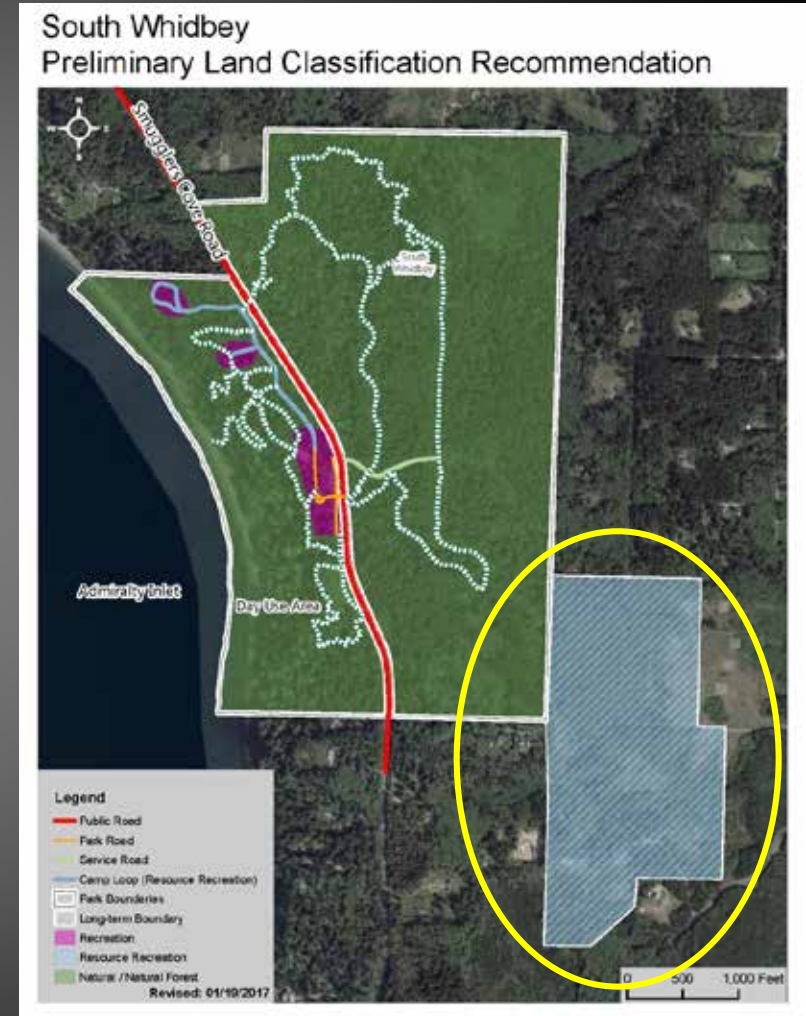 South Whidbey
Preliminary Land Classification Recommendation
N
W
E
S
Smugglers Cove Road
South
Whidbey
Admiralty Inlet
Day Use Area
Legend
Public Road
Park Road
Service Road
Camp Loop (Resource Recreation)
Park Bounderies
Long-term Boundary
Recreation
Resource Recreation
Natural / Natural Forest
Revised: 01/19/2017
0 500 1,000 Feet